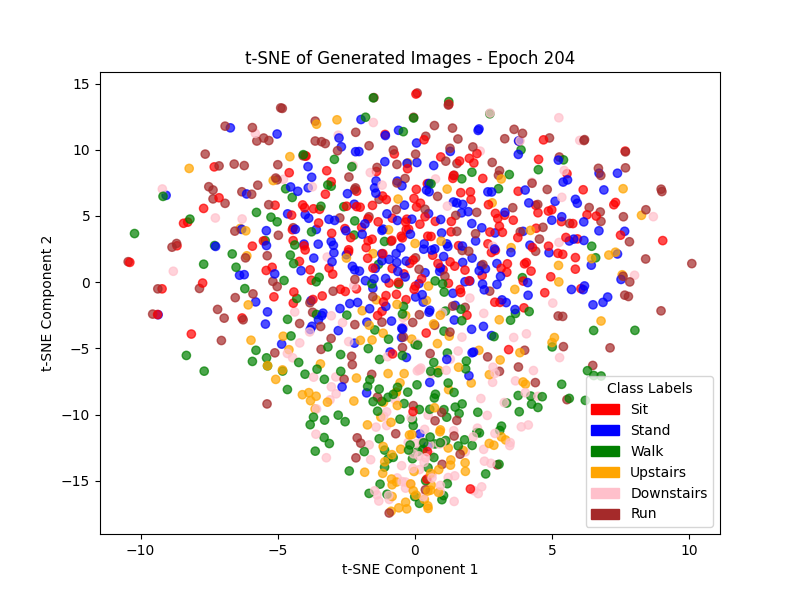 t-SNE of Generated Images - Epoch 204
t-SNE Component 2
15
10
5
0
−5
−10
−15
−10
−5
0
5
10
t-SNE Component 1
Class Labels
Sit
Stand
Walk
Upstairs
Downstairs
Run